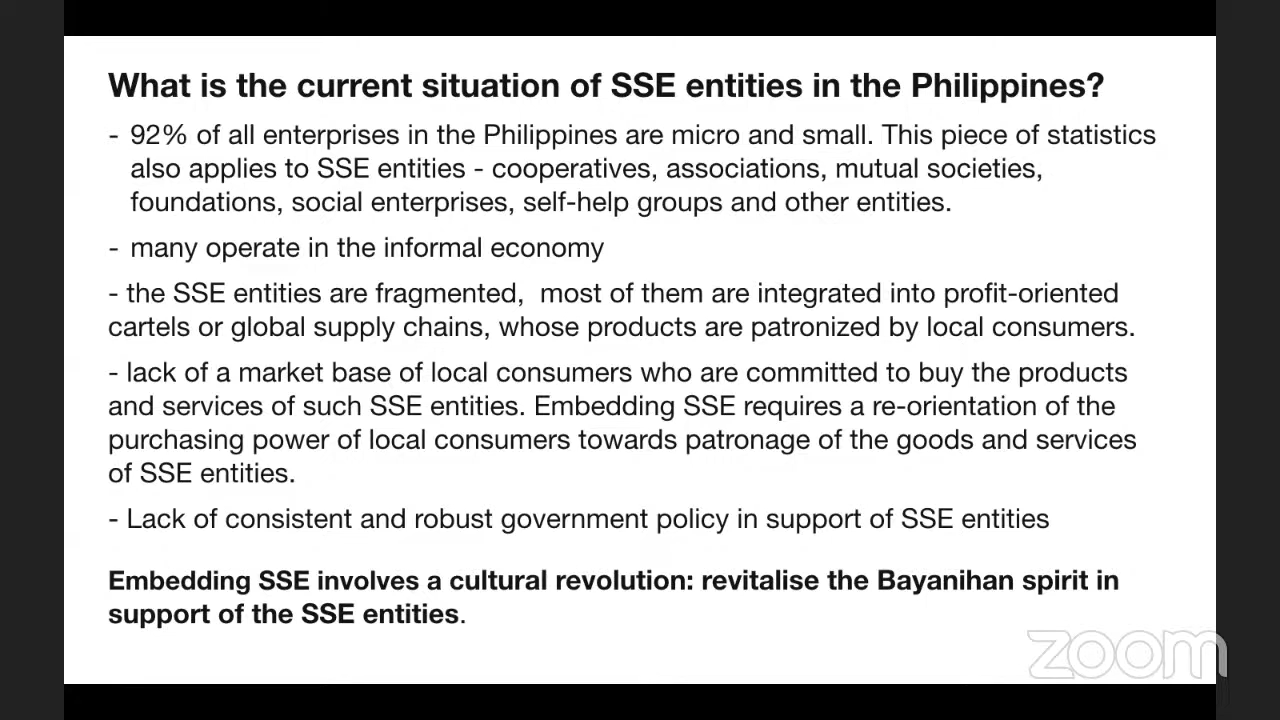 What is the current situation of SSE entities in the Philippines?
- 92% of all enterprises in the Philippines are micro and small. This piece of statistics
also applies to SSE entities - cooperatives, associations, mutual societies,
foundations, social enterprises, self-help groups and other entities.
- many operate in the informal economy
- the SSE entities are fragmented,  most of them are integrated into profit-oriented
cartels or global supply chains, whose products are patronized by local consumers.
- lack of a market base of local consumers who are committed to buy the products
and services of such SSE entities. Embedding SSE requires a re-orientation of the
purchasing power of local consumers towards patronage of the goods and services
of SSE entities.
- Lack of consistent and robust government policy in support of SSE entities
Embedding SSE involves a cultural revolution: revitalise the Bayanihan spirit in
support of the SSE entities.
zoom